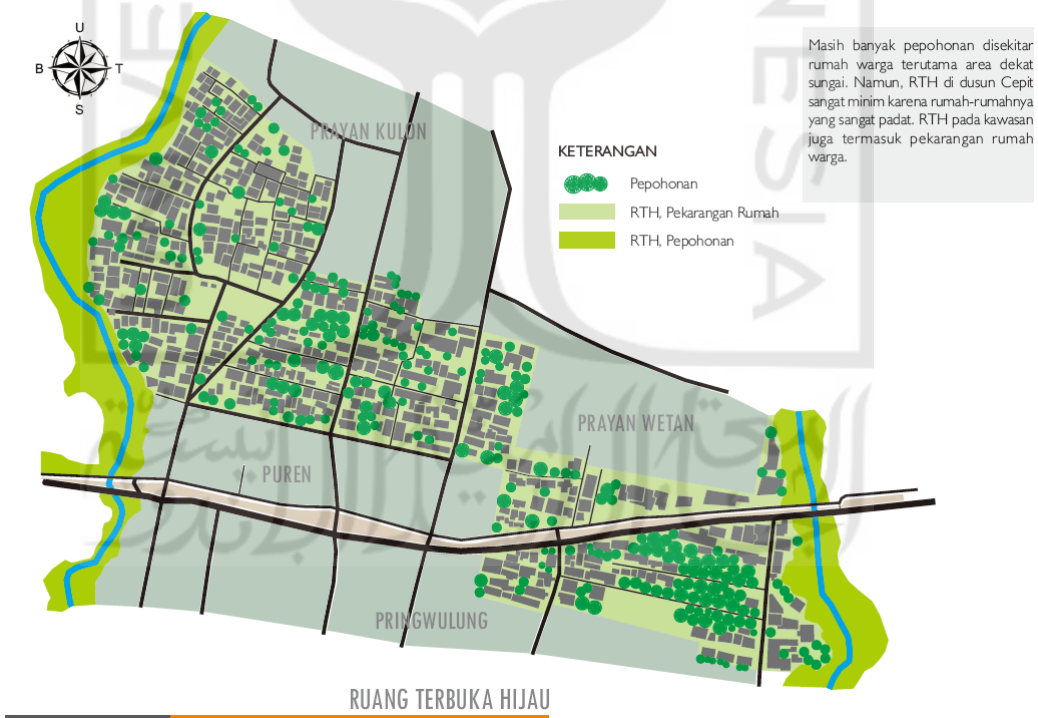 U
B T
S
Masih banyak pepohonan disekitar
rumah warga terutama area dekat
sungai. Namun, RTH di dusun Cepit
sangat minim karena rumah-rumahnya
yang sangat padat. RTH pada kawasan
juga termasuk pekarangan rumah
warga.
PRAYAN KULON
KETERANGAN
Pepohonan
RTH, Pekarangan Rumah
RTH, Pepohonan
NESIA
PRAYAN WETAN
PUREN
PRINGWULUNG
RUANG TERBUKA HIJAU